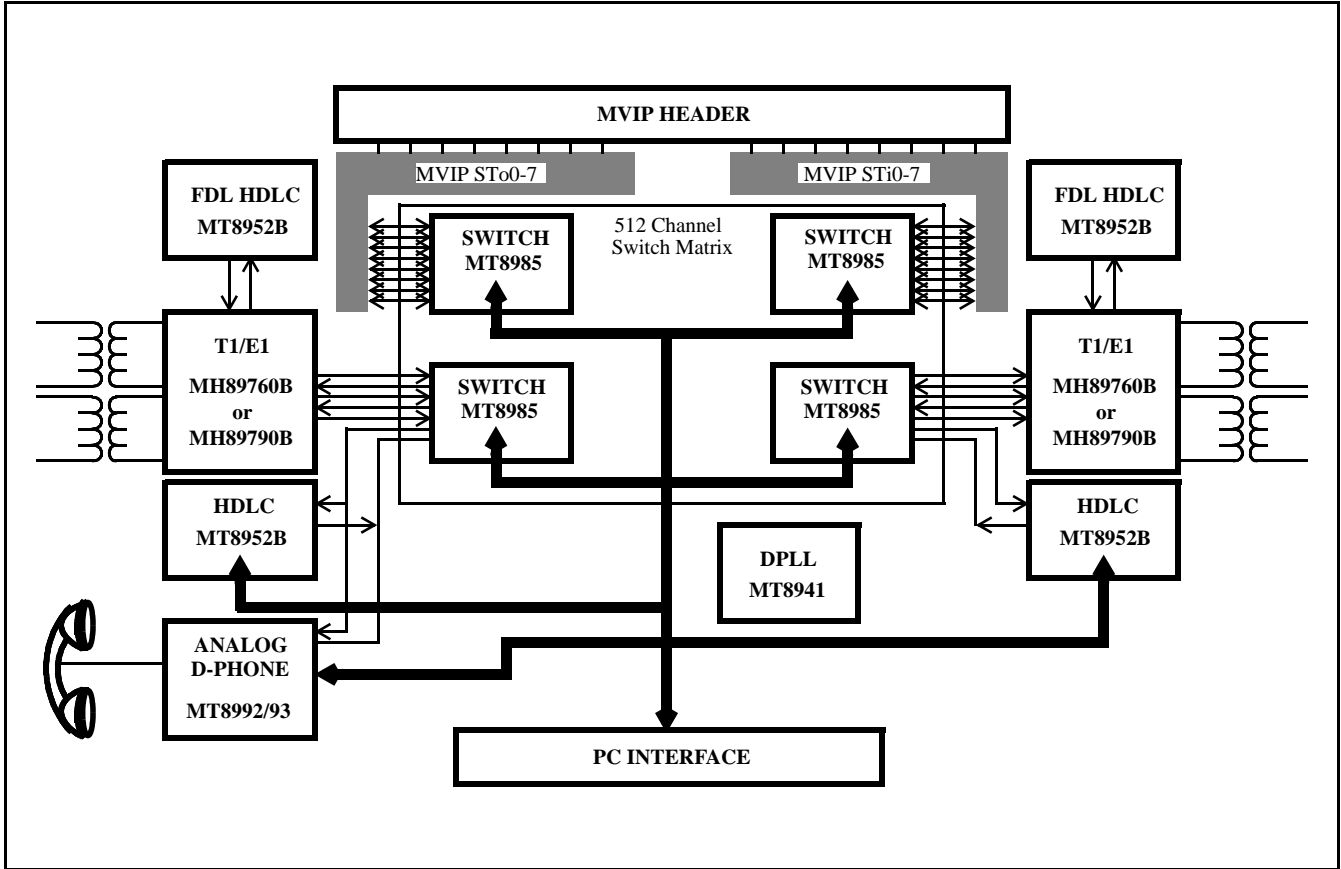 MVIP HEADER
MVIP STo0-7
MVIP STi0-7
FDL HDLC
MT8952B
SWITCH
MT8985
512 Channel
Switch Matrix
SWITCH
MT8985
FDL HDLC
MT8952B
T1/E1
MH89760B
or
MH89790B
SWITCH
MT8985
SWITCH
MT8985
T1/E1
MH89760B
or
MH89790B
HDLC
MT8952B
DPLL
MT8941
HDLC
MT8952B
ANALOG
D-PHONE
MT8992/93
PC INTERFACE